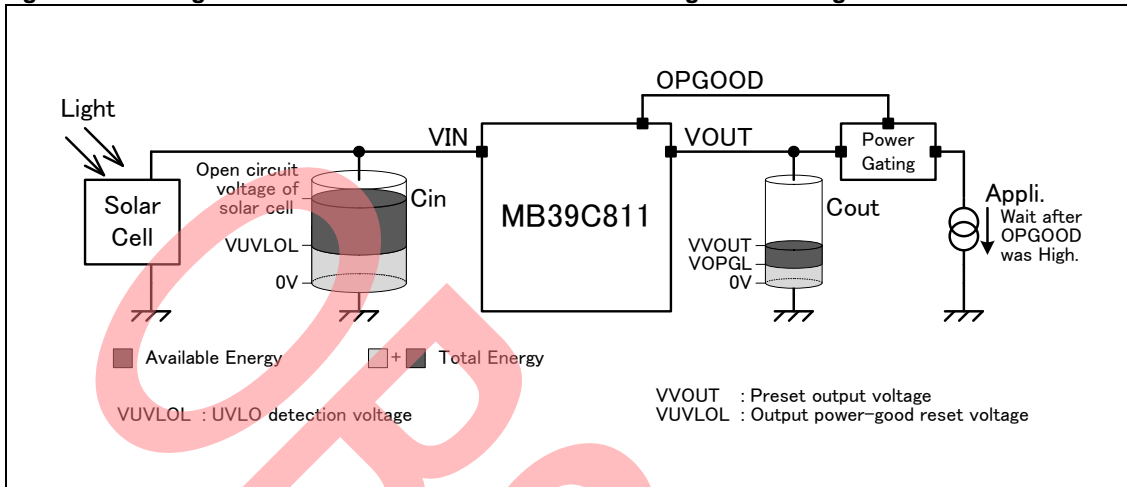 OPGOOD
Light
VIN
VOUT
Power
Gating
Open circuit
voltage of
solar cell
Cin
Solar
Cell
MB39C811
Cout
Appli.
Wait after
OPGOOD
was High.
VUVLOL
VVOUT
VOPGL
0V
0V
Available Energy
+
Total Energy
VUVLOL : UVLO detection voltage
VVOUT : Preset output voltage
VUVLOL : Output power-good reset voltage